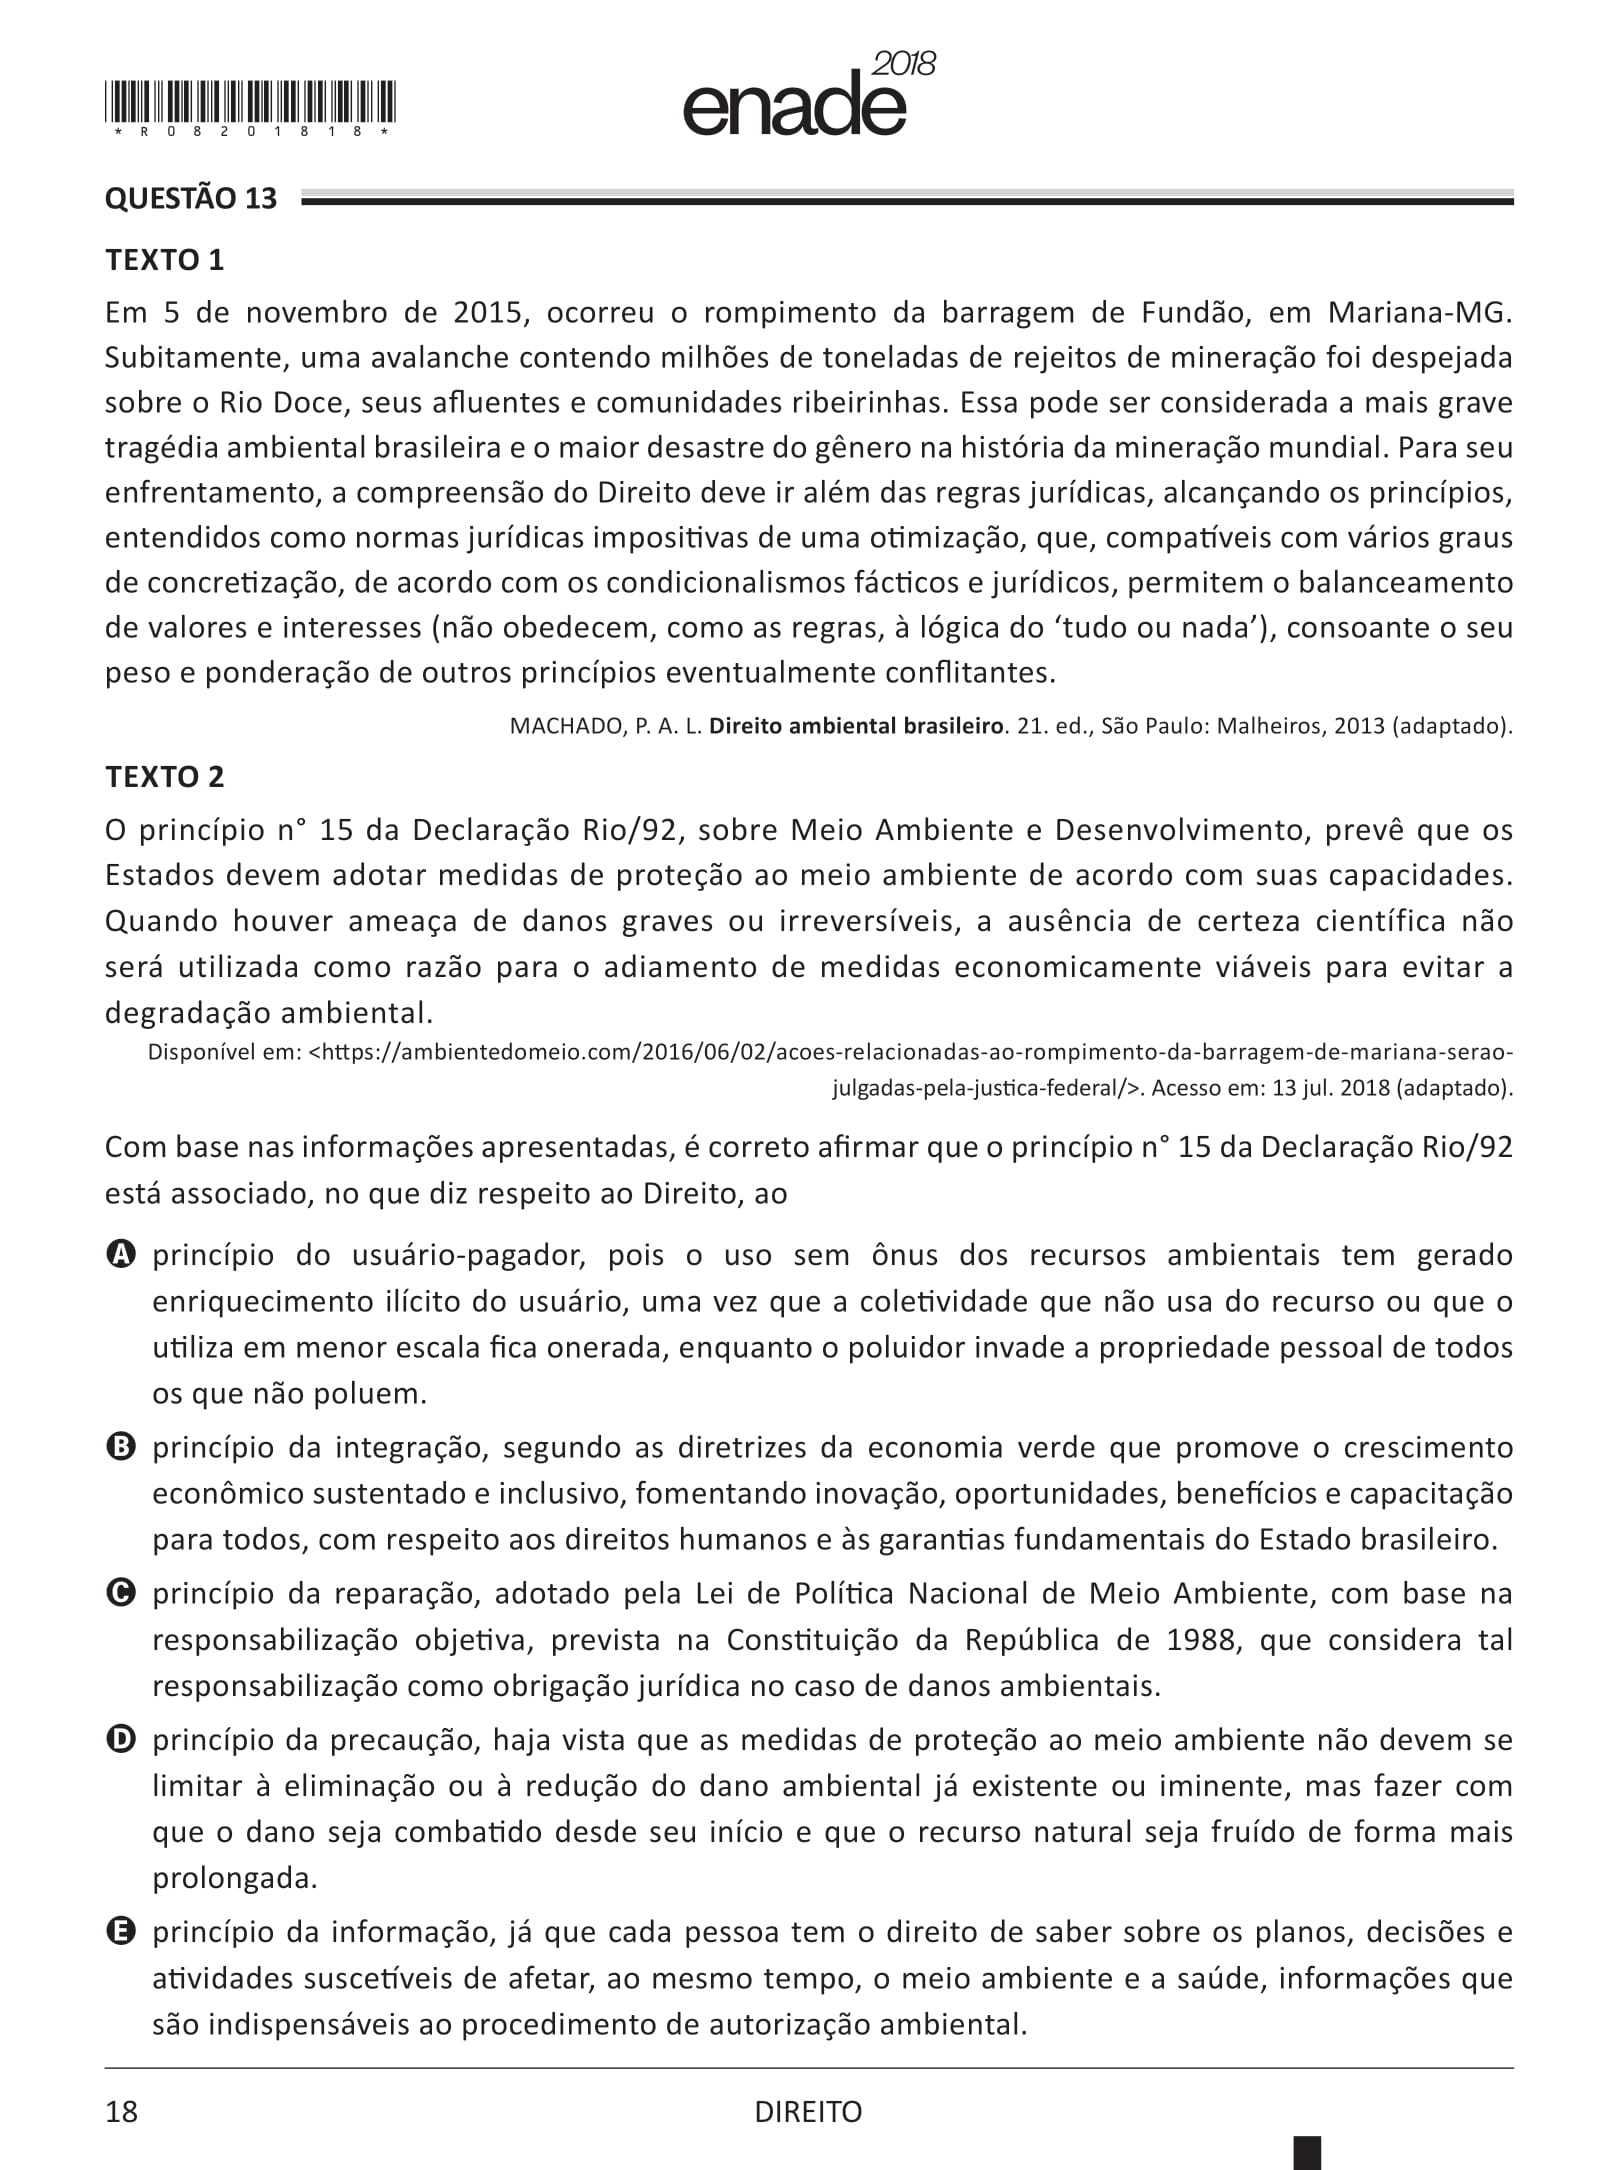 enade 2018
*R08201818*
QUESTÃO 13
TEXTO 1
Em 5 de novembro de 2015, ocorreu o rompimento da barragem de Fundão, em Mariana-MG.
Subitamente, uma avalanche contendo milhões de toneladas de rejeitos de mineração foi despejada
sobre o Rio Doce, seus afluentes e comunidades ribeirinhas. Essa pode ser considerada a mais grave
tragédia ambiental brasileira e o maior desastre do gênero na história da mineração mundial. Para seu
enfrentamento, a compreensão do Direito deve ir além das regras jurídicas, alcançando os princípios,
entendidos como normas jurídicas impositivas de uma otimização, que, compatíveis com vários graus
de concretização, de acordo com os condicionalismos fácticos e jurídicos, permitem o balanceamento
de valores e interesses (não obedecem, como as regras, à lógica do ‘tudo ou nada’), consoante o seu
peso e ponderação de outros princípios eventualmente conflitantes.
MACHADO, P. A. L. Direito ambiental brasileiro. 21. ed., São Paulo: Malheiros, 2013 (adaptado).
TEXTO 2
O princípio n° 15 da Declaração Rio/92, sobre Meio Ambiente e Desenvolvimento, prevê que os
Estados devem adotar medidas de proteção ao meio ambiente de acordo com suas capacidades.
Quando houver ameaça de danos graves ou irreversíveis, a ausência de certeza científica não
será utilizada como razão para o adiamento de medidas economicamente viáveis para evitar a
degradação ambiental.
Disponível em: <https://ambientedomeio.com/2016/06/02/acoes-relacionadas-ao-rompimento-da-barragem-de-mariana-serao-
julgadas-pela-justica-federal/>. Acesso em: 13 jul. 2018 (adaptado).
Com base nas informações apresentadas, é correto afirmar que o princípio n° 15 da Declaração Rio/92
está associado, no que diz respeito ao Direito, ao
A princípio do usuário-pagador, pois o uso sem ônus dos recursos ambientais tem gerado
enriquecimento ilícito do usuário, uma vez que a coletividade que não usa do recurso ou que o
utiliza em menor escala fica onerada, enquanto o poluidor invade a propriedade pessoal de todos
os que não poluem.
B princípio da integração, segundo as diretrizes da economia verde que promove o crescimento
econômico sustentado e inclusivo, fomentando inovação, oportunidades, benefícios e capacitação
para todos, com respeito aos direitos humanos e às garantias fundamentais do Estado brasileiro.
C princípio da reparação, adotado pela Lei de Política Nacional de Meio Ambiente, com base na
responsabilização objetiva, prevista na Constituição da República de 1988, que considera tal
responsabilização como obrigação jurídica no caso de danos ambientais.
D princípio da precaução, haja vista que as medidas de proteção ao meio ambiente não devem se
limitar à eliminação ou à redução do dano ambiental já existente ou iminente, mas fazer com
que o dano seja combatido desde seu início e que o recurso natural seja fruído de forma mais
prolongada.
E princípio da informação, já que cada pessoa tem o direito de saber sobre os planos, decisões e
atividades suscetíveis de afetar, ao mesmo tempo, o meio ambiente e a saúde, informações que
são indispensáveis ao procedimento de autorização ambiental.
18
DIREITO